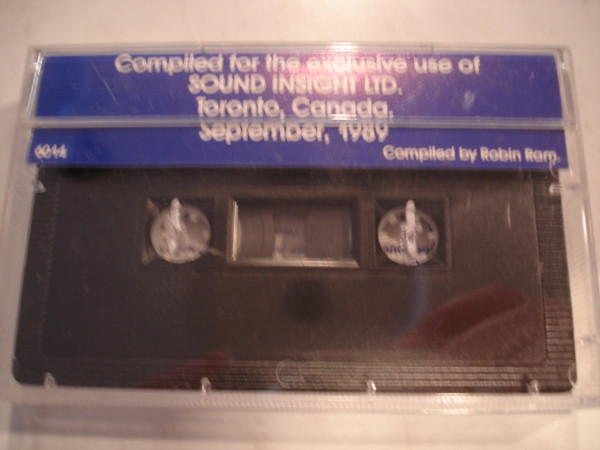 Compiled for the exclusive use of
SOUND INSIGHT LTD.
Toronto, Canada.
September, 1989
6014
Compiled by Robin Ram.